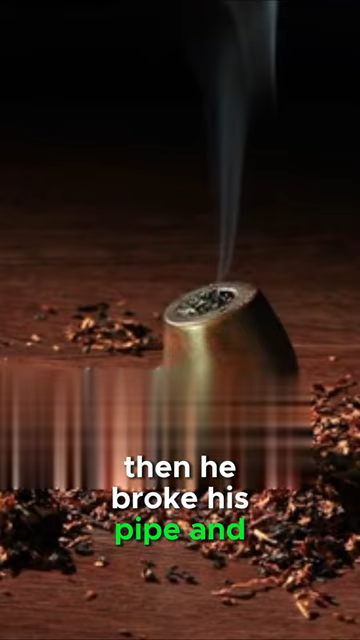 then he
broke his
pipe and